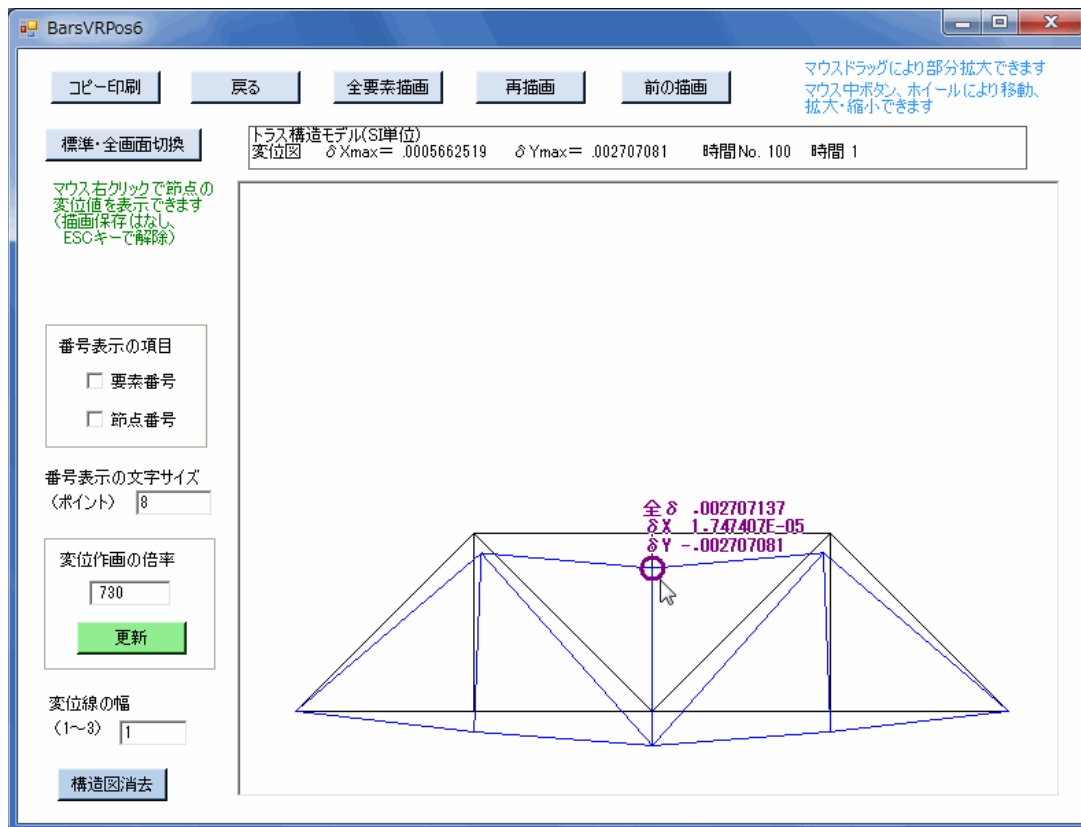 BarsVRPos6
コピー印刷
戻る
全要素描画
再描画
前の描画
マウスドラッグにより部分拡大できます
マウス中ボタン、ホイールにより移動、
拡大・縮小できます
標準・全画面切換
トラス構造モデル(SI単位)
変位図 δXmax= .0005662519 δYmax= .002707081 時間No. 100 時間 1
マウス右クリックで節点の
変位値を表示できます
(描画保存はなし、
ESCキーで解除)
番号表示の項目
要素番号
節点番号
番号表示の文字サイズ
(ポイント) 8
変位作画の倍率
730
更新
変位線の幅
(1~3) 1
構造図消去
全δ .002707137
δX 1.747407E-05
δY -.002707081